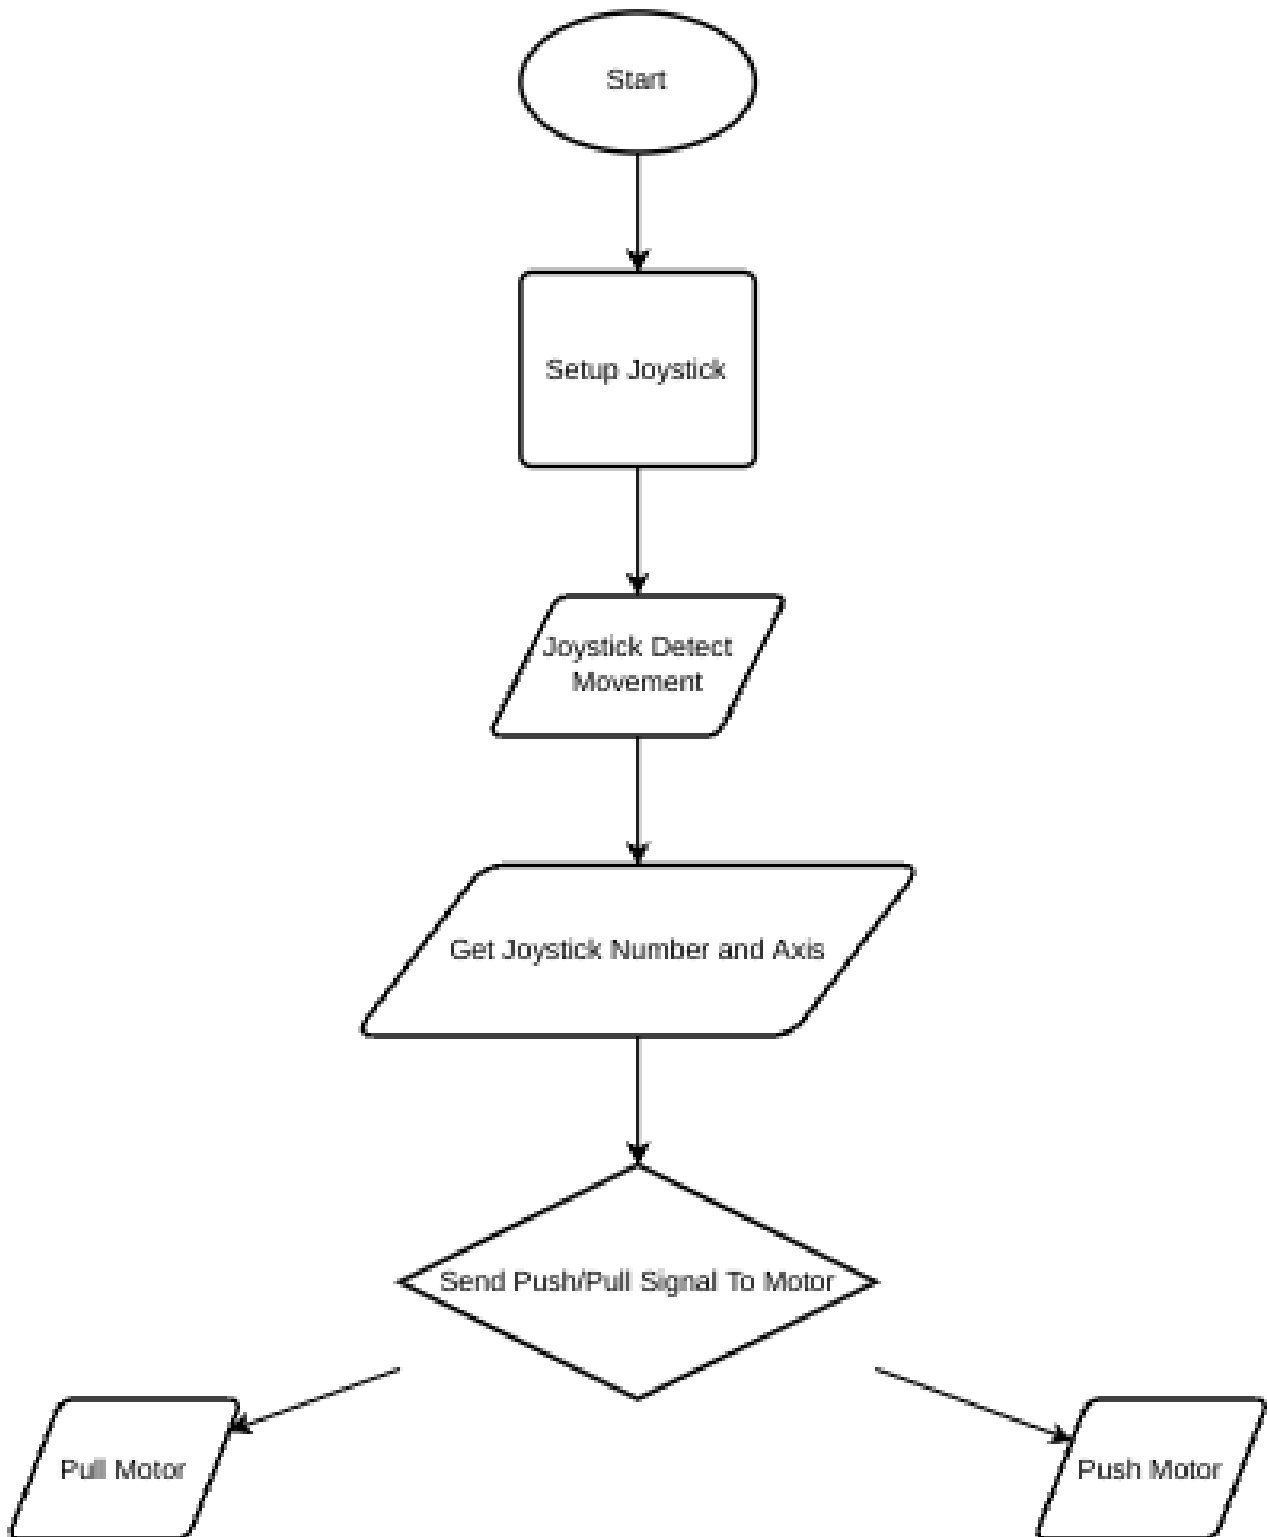 Start
Setup Joystick
Joystick Detect
Movement
Get Joystick Number and Axis
Send Push/Pull Signal To Motor
Pull Motor
Push Motor